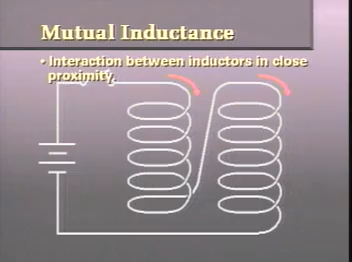 Mutual Inductance
• Interaction between inductors in close
proximity.